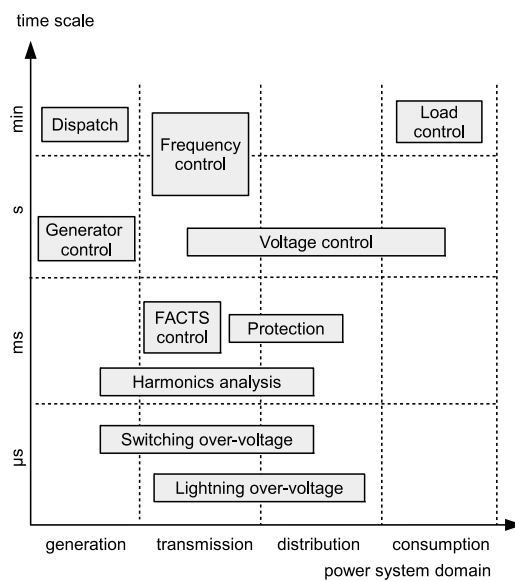 time scale
min
Dispatch
Frequency
control
Load
control
s
Generator
control
Voltage control
ms
FACTS
control
Protection
Harmonics analysis
µs
Switching over-voltage
Lightning over-voltage
generation
transmission
distribution
consumption
power system domain